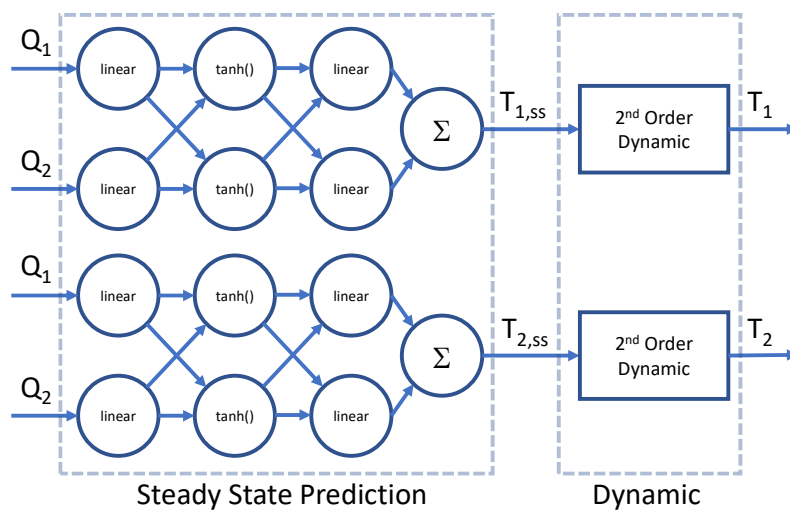 Q1
linear
tanh()
linear
Σ
T1,ss
2nd Order
Dynamic
T1
Q2
linear
tanh()
linear
Q1
linear
tanh()
linear
Σ
T2,ss
2nd Order
Dynamic
T2
Q2
linear
tanh()
linear
Steady State Prediction
Dynamic